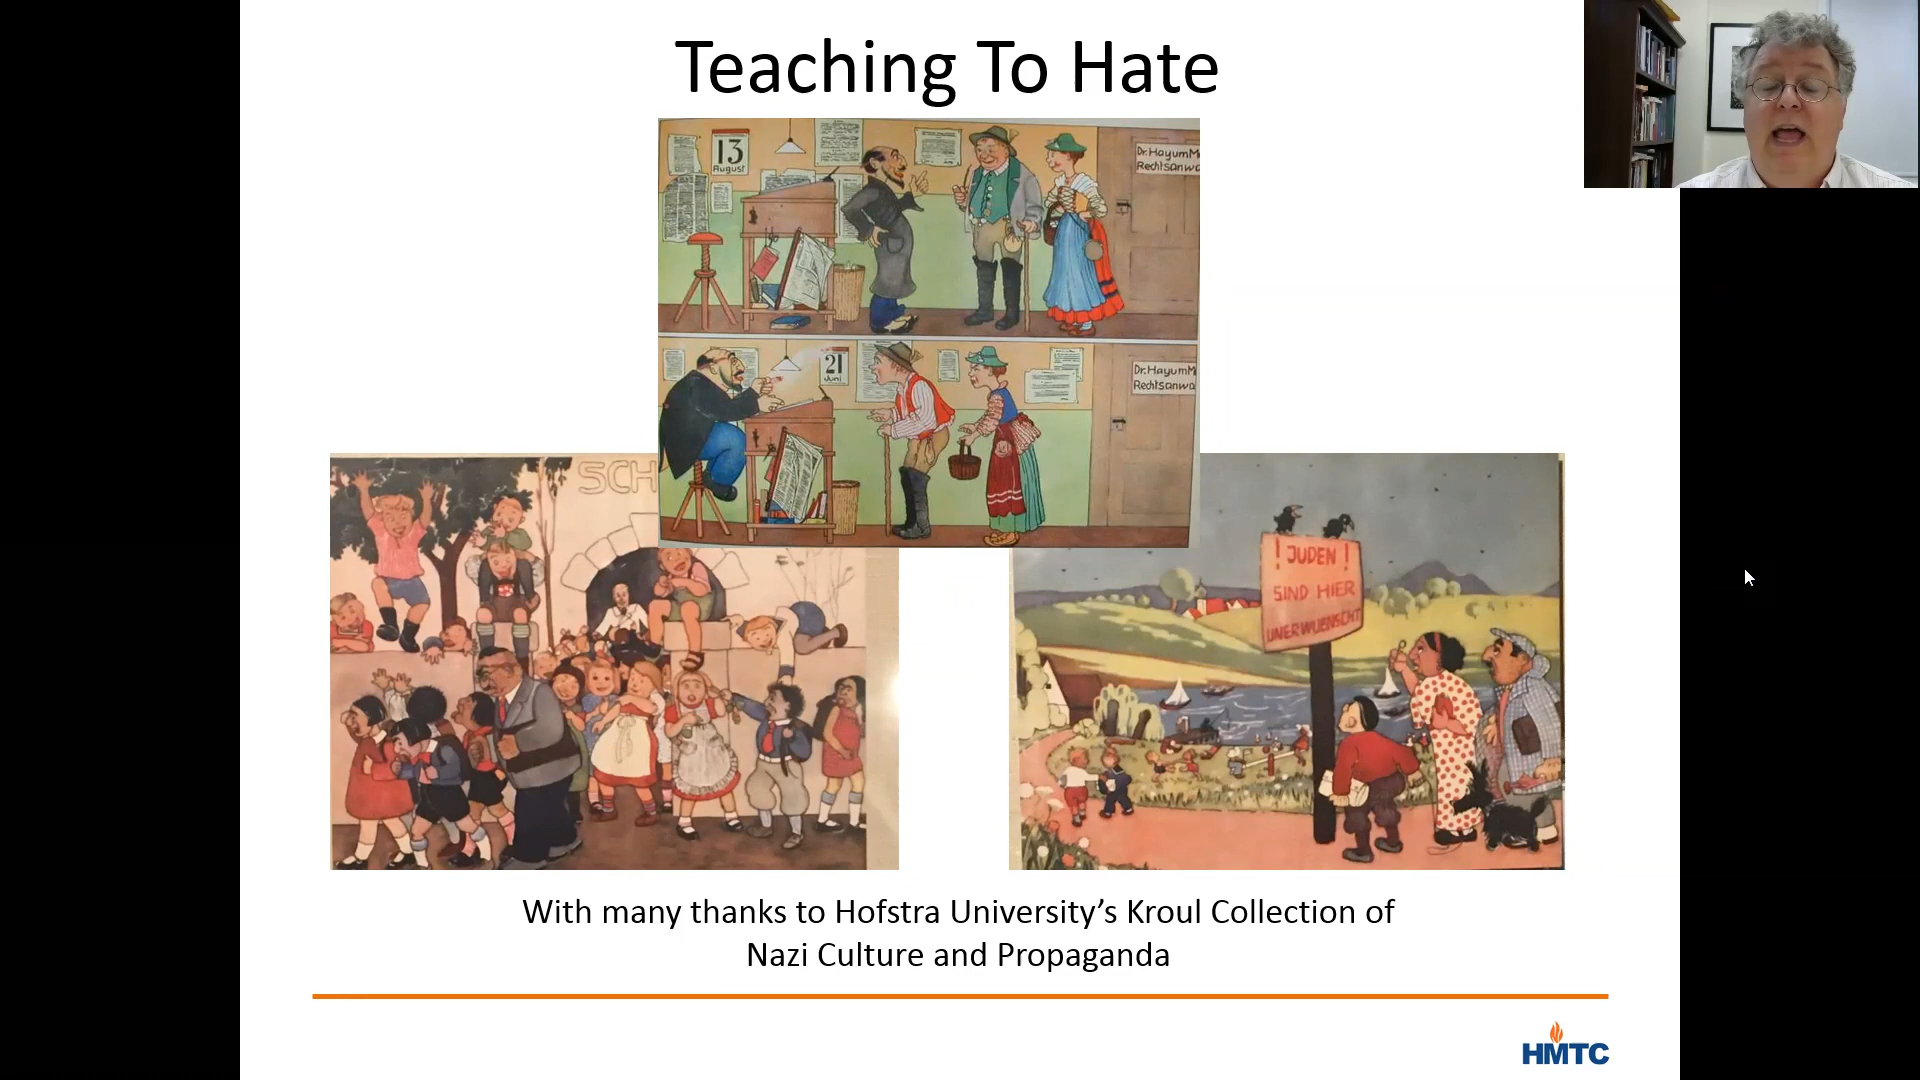 Teaching To Hate
13
August
Dr. Hayum M
Rechtsanwa
21
Juni
Dr. Hayum M
Rechtsanwa
SCH
! JUDEN !
SIND HIER
UNERWUENSCHT
With many thanks to Hofstra University’s Kroul Collection of
Nazi Culture and Propaganda
HMTC